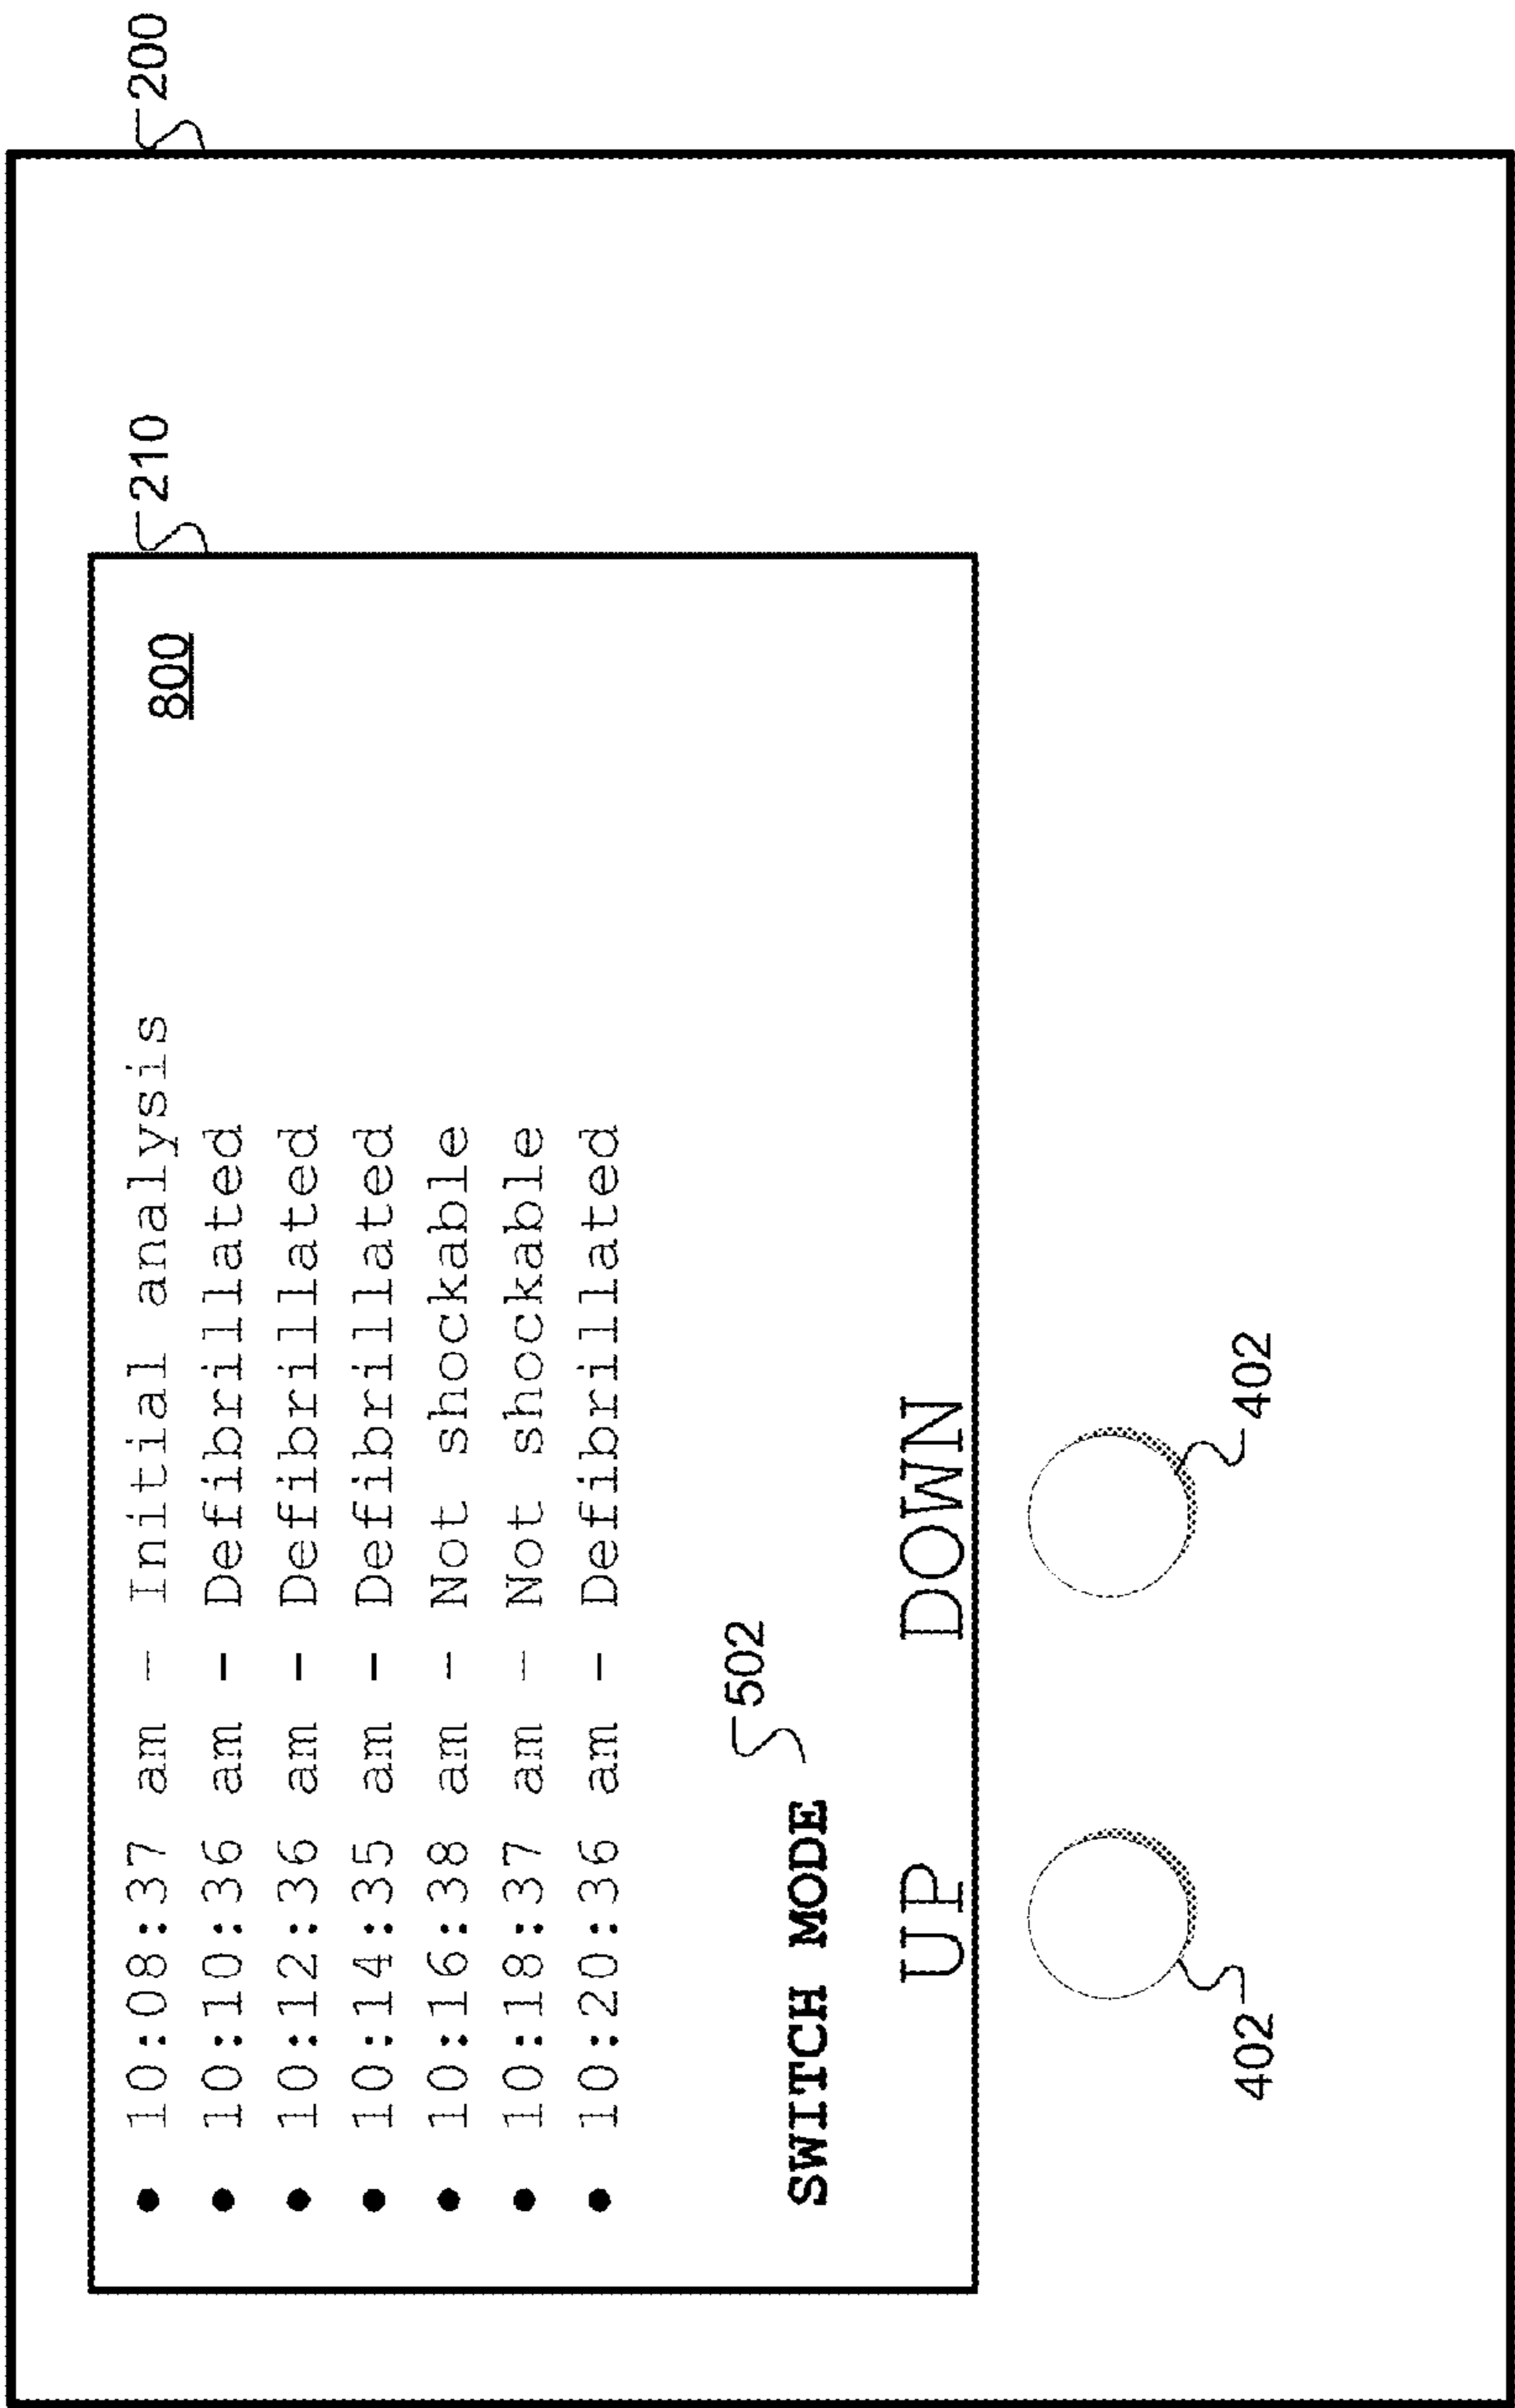 200
210
800
• 10:08:37 am – Initial analysis
• 10:10:36 am – Defibrillated
• 10:12:36 am – Defibrillated
• 10:14:35 am – Defibrillated
• 10:16:38 am – Not shockable
• 10:18:37 am – Not shockable
• 10:20:36 am – Defibrillated
502
SWITCH MODE
UP DOWN
402 402